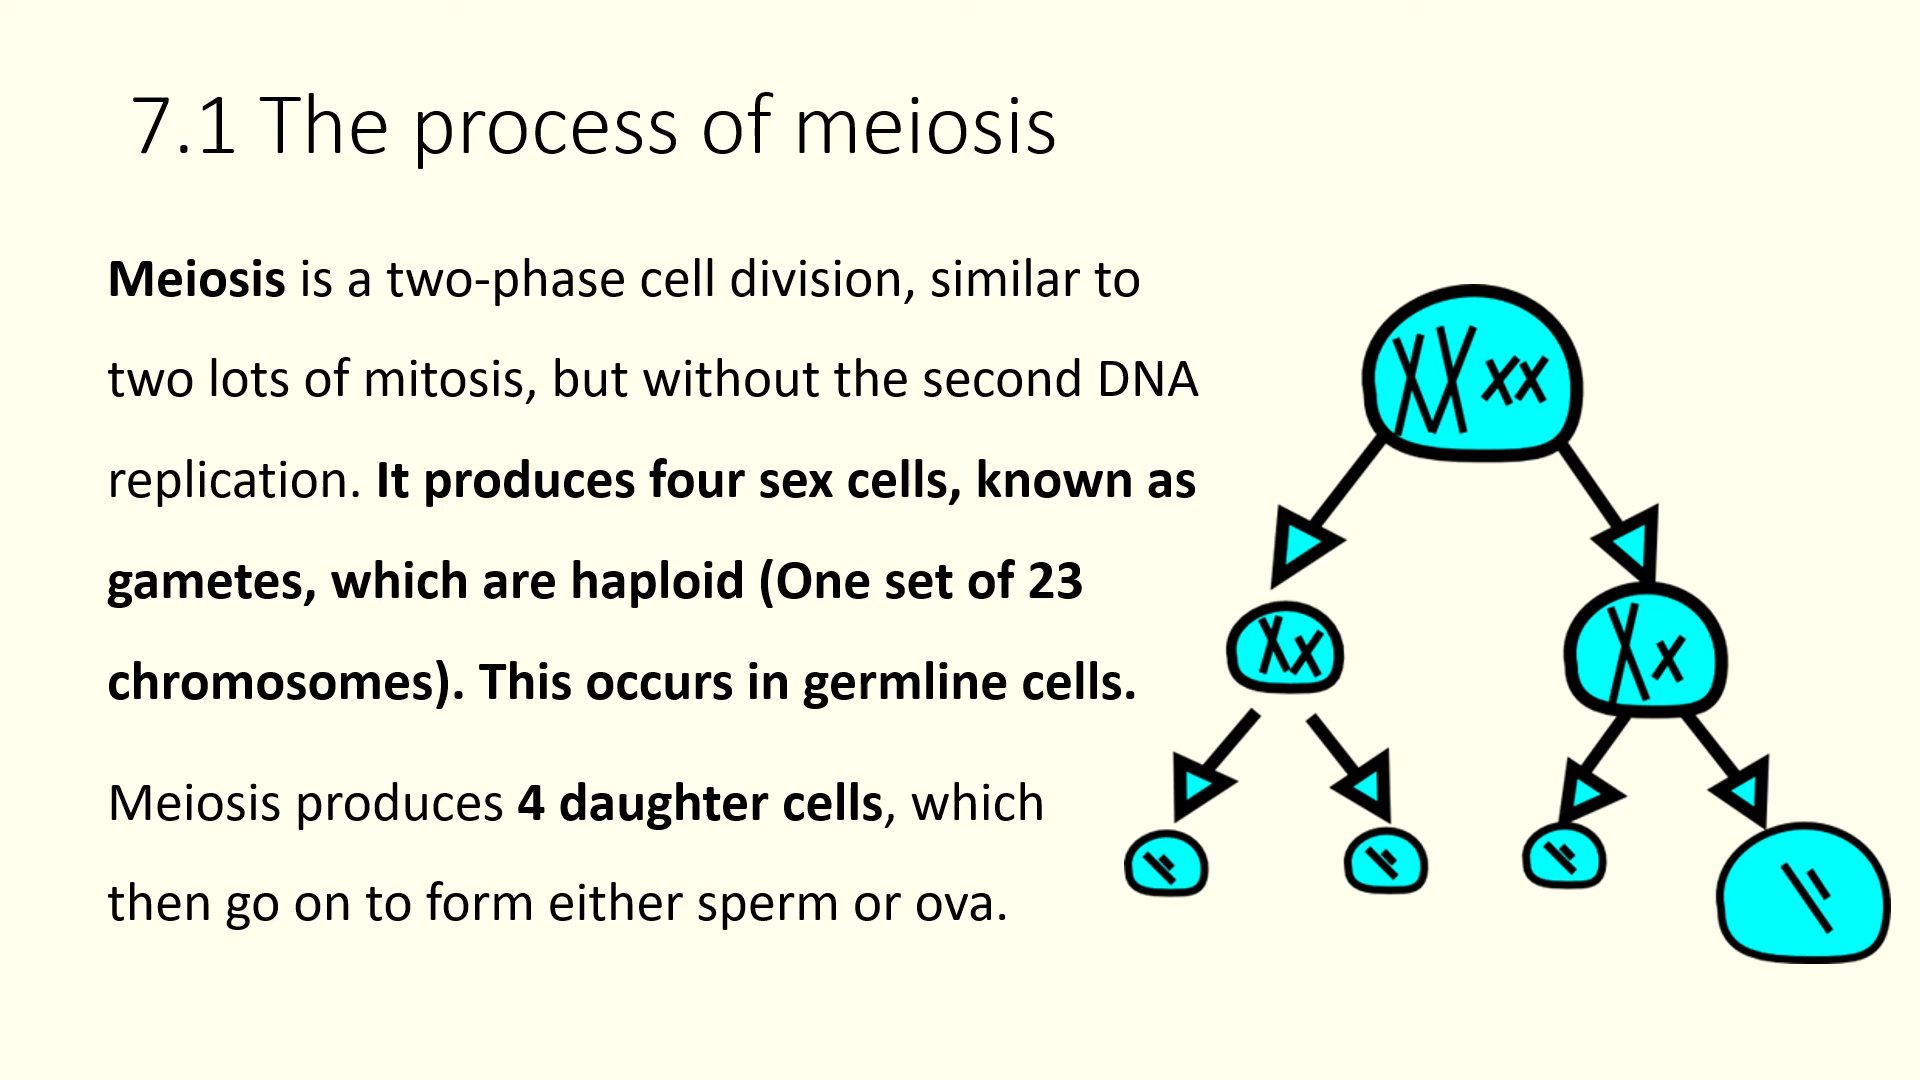 7.1 The process of meiosis
Meiosis is a two-phase cell division, similar to
two lots of mitosis, but without the second DNA
replication. It produces four sex cells, known as
gametes, which are haploid (One set of 23
chromosomes). This occurs in germline cells.
Meiosis produces 4 daughter cells, which
then go on to form either sperm or ova.